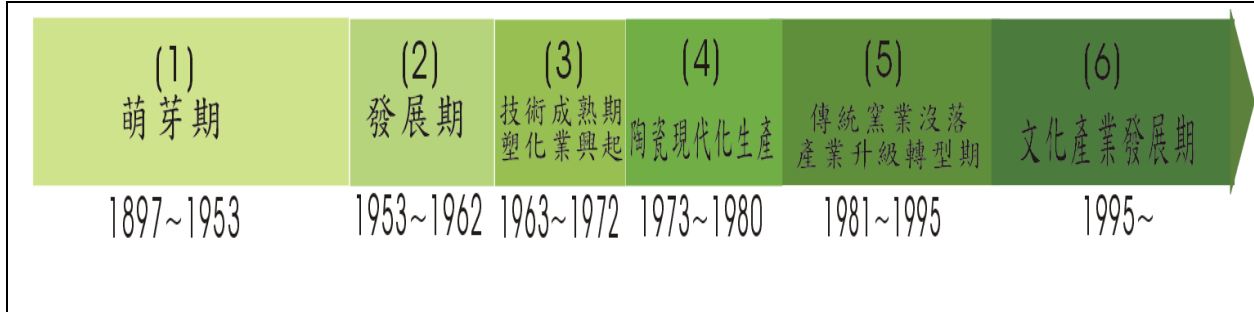 (1)
萌芽期
1897~1953
(2)
發展期
1953~1962
(3)
技術成熟期
塑化業興起
1963~1972
(4)
陶瓷現代化生產
1973~1980
(5)
傳統窯業沒落
產業升級轉型期
1981~1995
(6)
文化產業發展期
1995~